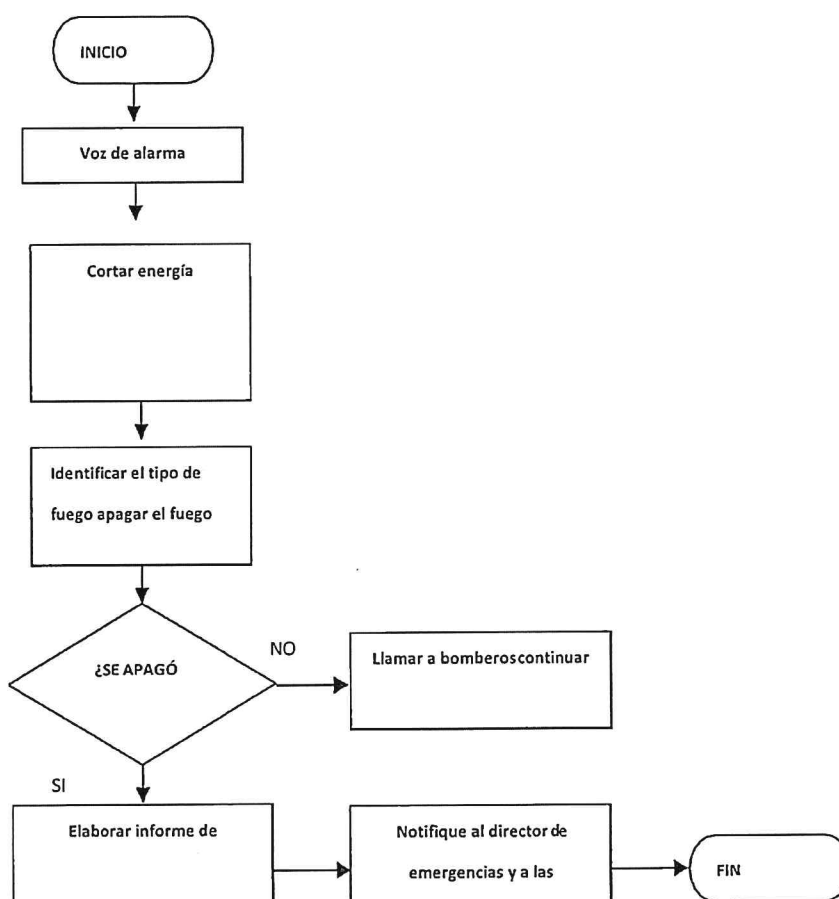 INICIO
Voz de alarma
Cortar energía
Identificar el tipo de
fuego apagar el fuego
¿SE APAGÓ
NO
Llamar a bomberoscontinuar
SI
Elaborar informe de
Notifique al director de
emergencias y a las
FIN